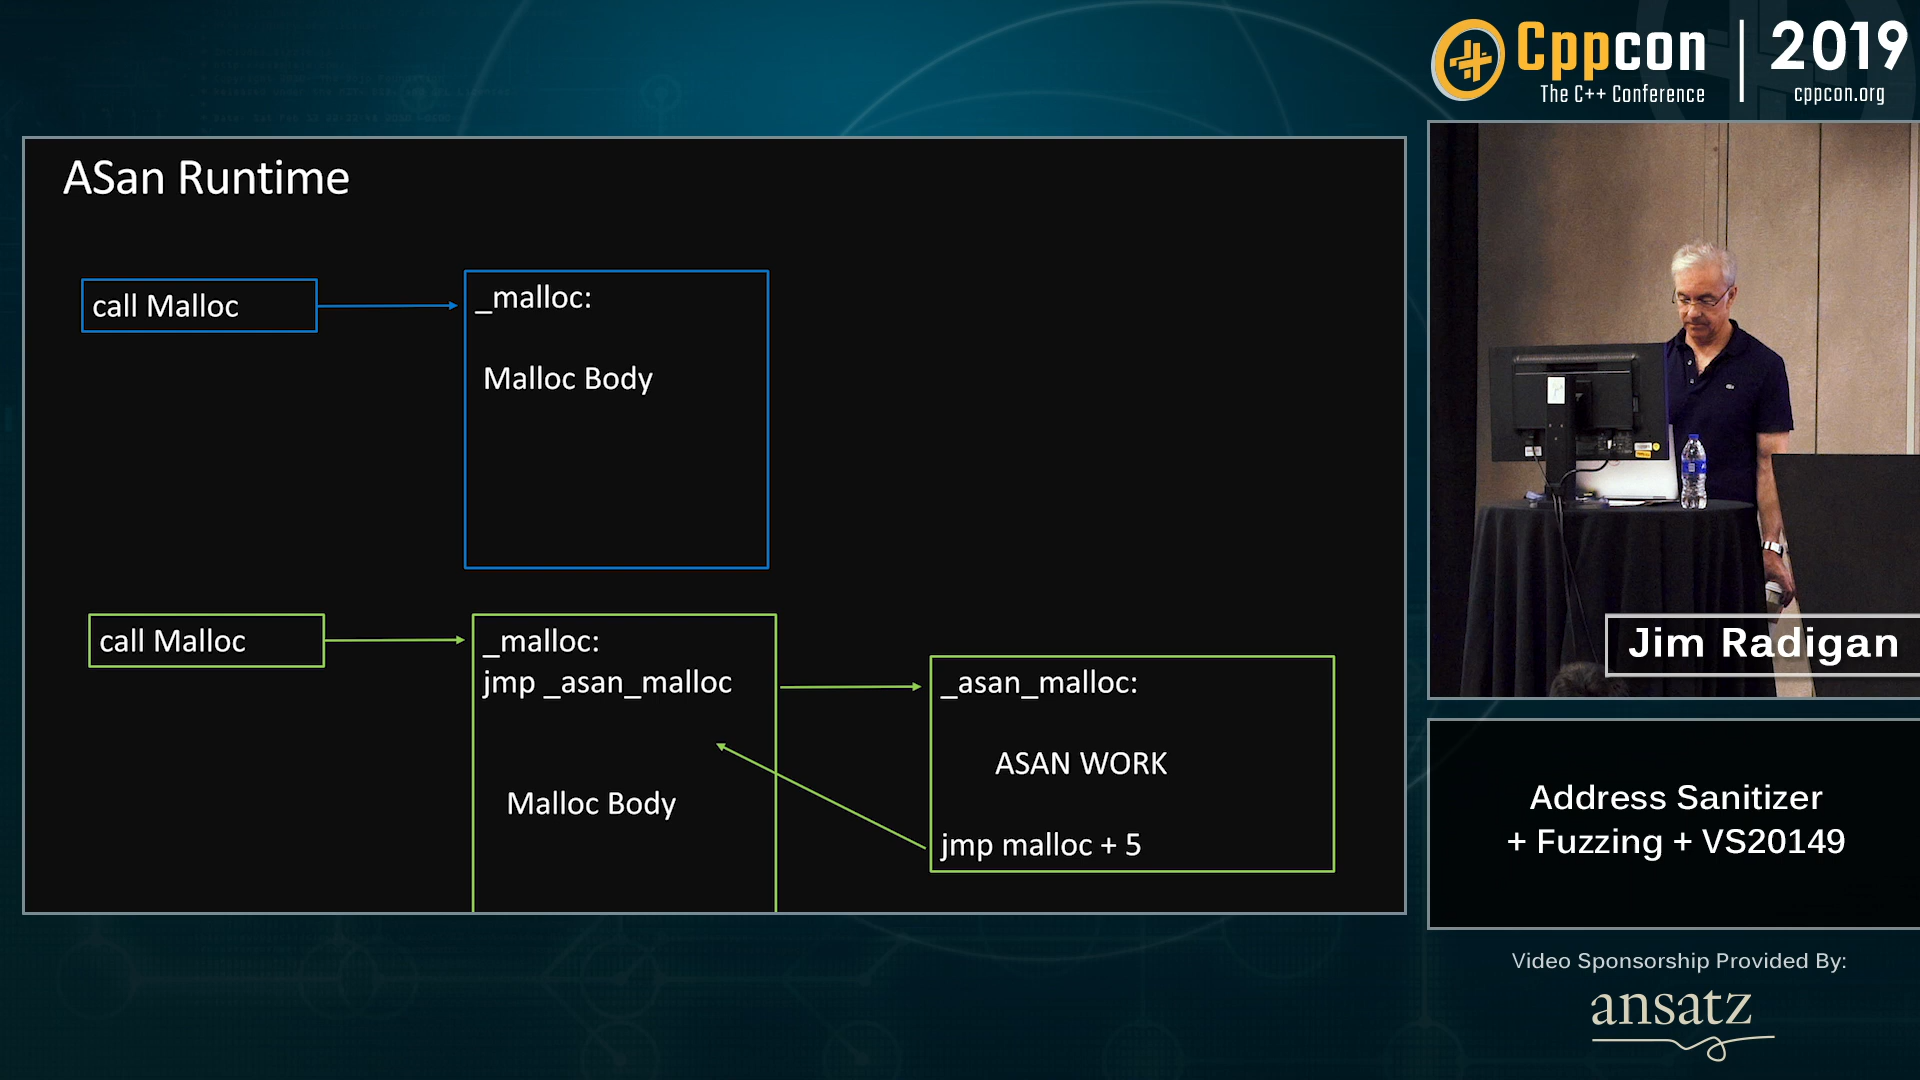 Cppcon
The C++ Conference
2019
cppcon.org
ASan Runtime
call Malloc
_malloc:
Malloc Body
call Malloc
_malloc:
jmp _asan_malloc
Malloc Body
_asan_malloc:
ASAN WORK
jmp malloc + 5
Jim Radigan
Address Sanitizer
+ Fuzzing + VS20149
Video Sponsorship Provided By:
ansatz